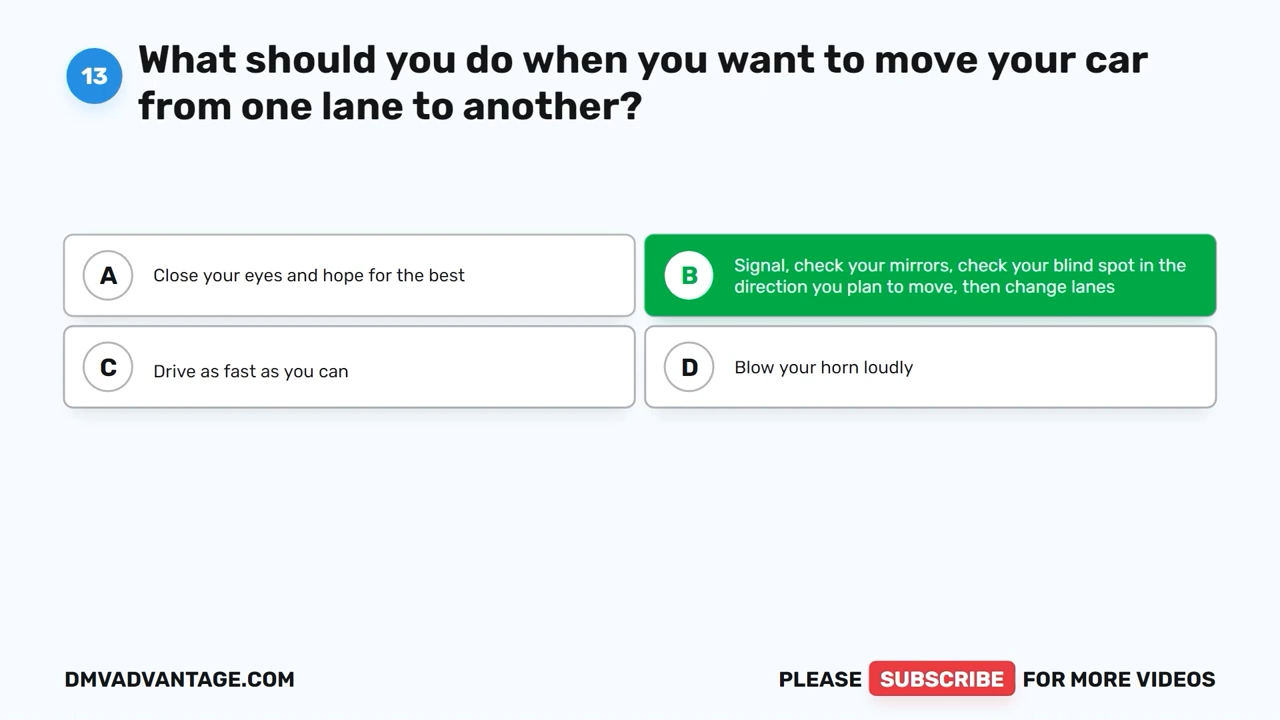 13
What should you do when you want to move your car
from one lane to another?
A
Close your eyes and hope for the best
B
Signal, check your mirrors, check your blind spot in the
direction you plan to move, then change lanes
C
Drive as fast as you can
D
Blow your horn loudly
DMVADVANTAGE.COM
PLEASE SUBSCRIBE FOR MORE VIDEOS